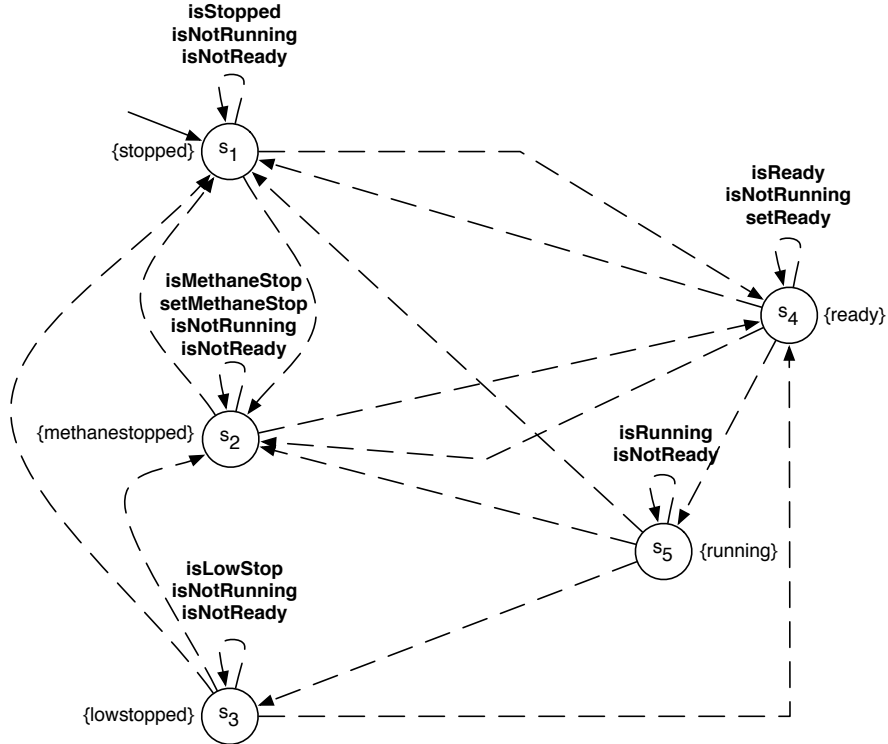 isStopped
isNotRunning
isNotReady
{stopped}
s1
isReady
isNotRunning
setReady
s4
{ready}
isMethaneStop
setMethaneStop
isNotRunning
isNotReady
{methanestopped}
s2
isRunning
isNotReady
s5
{running}
isLowStop
isNotRunning
isNotReady
{lowstopped}
s3